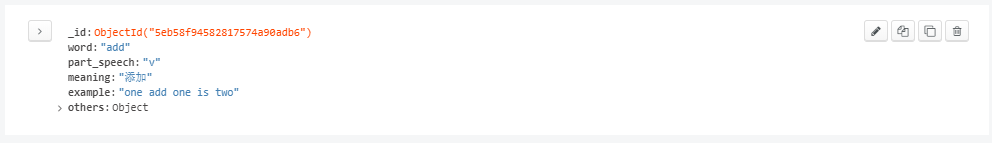 _id:ObjectId("5eb58f94582817574a90adb6")
word:"add"
part_speech:"v"
meaning:"添加"
example:"one add one is two"
others:Object